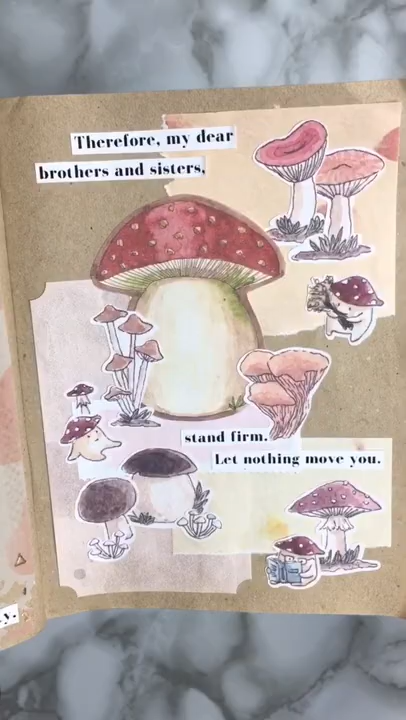 Therefore, my dear
brothers and sisters,
stand firm.
Let nothing move you.
y.